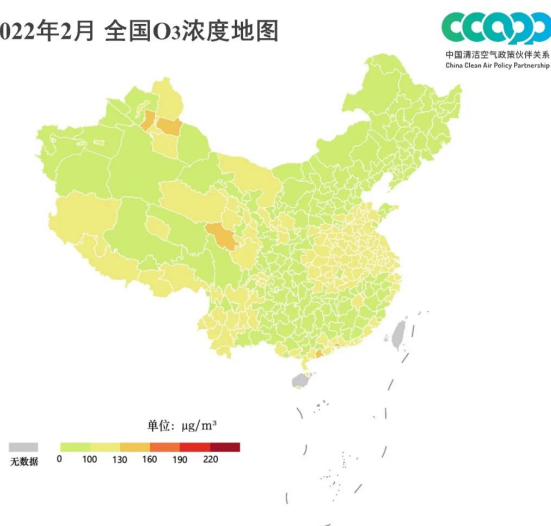 022年2月 全国O₃浓度地图
CCAPP
中国清洁空气政策伙伴关系
China Clean Air Policy Partnership
单位: μg/m³
无数据 0 100 130 160 190 220